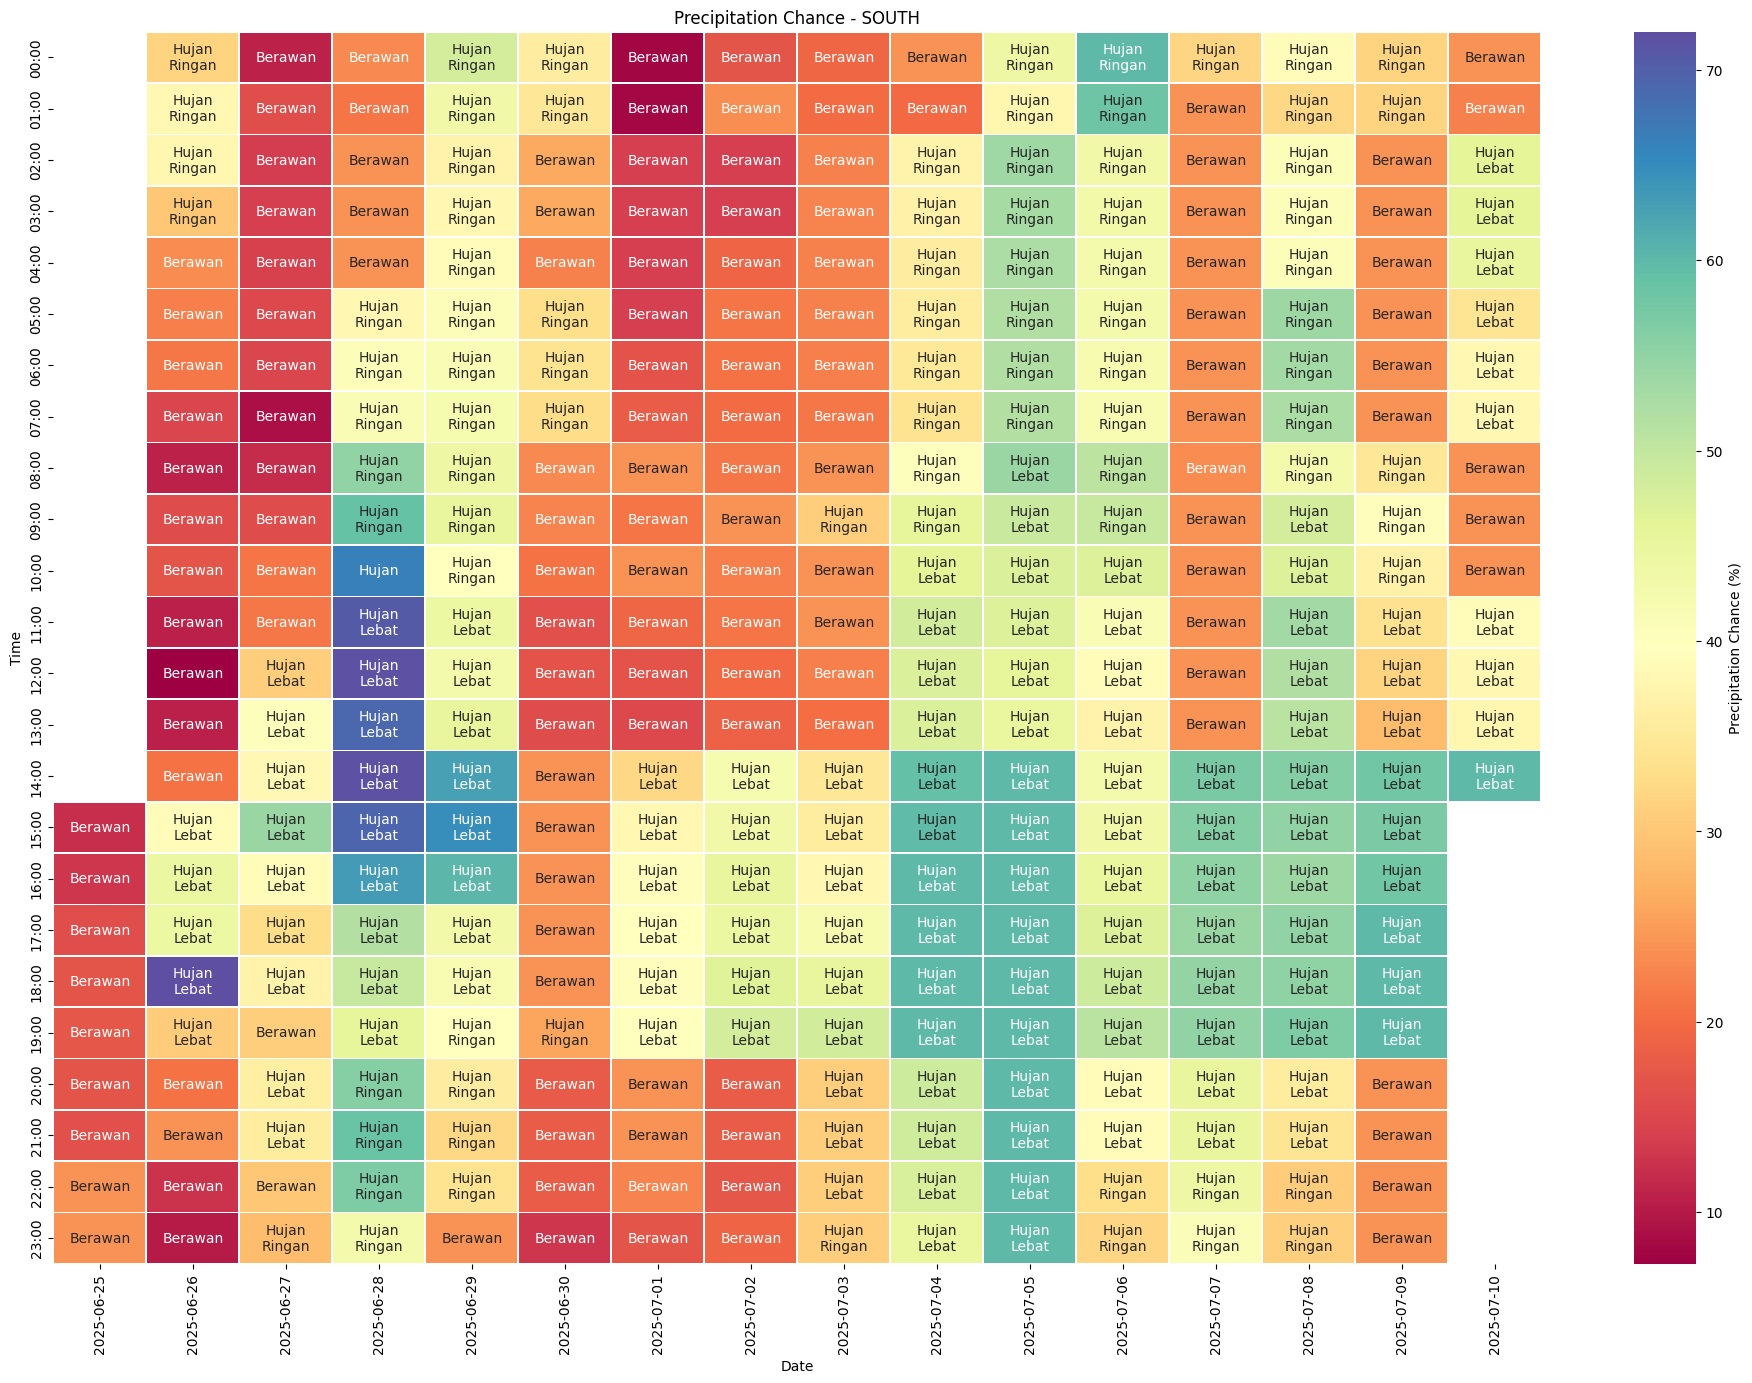 Precipitation Chance - SOUTH
Time
00:00 Hujan Ringan Berawan Berawan Hujan Ringan Hujan Ringan Berawan Berawan Berawan Berawan Hujan Ringan Hujan Ringan Hujan Ringan Hujan Ringan Hujan Ringan Berawan
01:00 Hujan Ringan Berawan Berawan Hujan Ringan Hujan Ringan Berawan Berawan Berawan Berawan Hujan Ringan Hujan Ringan Berawan Hujan Ringan Hujan Ringan Berawan
02:00 Hujan Ringan Berawan Berawan Hujan Ringan Berawan Berawan Berawan Berawan Hujan Ringan Hujan Ringan Hujan Ringan Berawan Hujan Ringan Berawan Hujan Lebat
03:00 Hujan Ringan Berawan Berawan Hujan Ringan Berawan Berawan Berawan Berawan Hujan Ringan Hujan Ringan Hujan Ringan Berawan Hujan Ringan Berawan Hujan Lebat
04:00 Berawan Berawan Berawan Hujan Ringan Berawan Berawan Berawan Berawan Hujan Ringan Hujan Ringan Hujan Ringan Berawan Hujan Ringan Berawan Hujan Lebat
05:00 Berawan Berawan Hujan Ringan Hujan Ringan Hujan Ringan Berawan Berawan Berawan Hujan Ringan Hujan Ringan Hujan Ringan Berawan Hujan Ringan Berawan Hujan Lebat
06:00 Berawan Berawan Hujan Ringan Hujan Ringan Hujan Ringan Berawan Berawan Berawan Hujan Ringan Hujan Ringan Hujan Ringan Berawan Hujan Ringan Berawan Hujan Lebat
07:00 Berawan Berawan Hujan Ringan Hujan Ringan Hujan Ringan Berawan Berawan Berawan Hujan Ringan Hujan Ringan Hujan Ringan Berawan Hujan Ringan Berawan Hujan Lebat
08:00 Berawan Berawan Hujan Ringan Hujan Ringan Berawan Berawan Berawan Berawan Hujan Ringan Hujan Lebat Hujan Ringan Berawan Hujan Ringan Hujan Ringan Berawan
09:00 Berawan Berawan Hujan Ringan Hujan Ringan Berawan Berawan Berawan Hujan Ringan Hujan Ringan Hujan Lebat Hujan Ringan Berawan Hujan Lebat Hujan Ringan Berawan
10:00 Berawan Berawan Hujan Hujan Ringan Berawan Berawan Berawan Berawan Hujan Lebat Hujan Lebat Hujan Lebat Berawan Hujan Lebat Hujan Ringan Berawan
11:00 Berawan Berawan Hujan Lebat Hujan Lebat Berawan Berawan Berawan Berawan Hujan Lebat Hujan Lebat Hujan Lebat Berawan Hujan Lebat Hujan Lebat Hujan Lebat
12:00 Berawan Hujan Lebat Hujan Lebat Hujan Lebat Berawan Berawan Berawan Berawan Hujan Lebat Hujan Lebat Hujan Lebat Berawan Hujan Lebat Hujan Lebat Hujan Lebat
13:00 Berawan Hujan Lebat Hujan Lebat Hujan Lebat Berawan Berawan Berawan Berawan Hujan Lebat Hujan Lebat Hujan Lebat Berawan Hujan Lebat Hujan Lebat Hujan Lebat
14:00 Berawan Hujan Lebat Hujan Lebat Hujan Lebat Berawan Hujan Lebat Hujan Lebat Hujan Lebat Hujan Lebat Hujan Lebat Hujan Lebat Hujan Lebat Hujan Lebat Hujan Lebat Hujan Lebat
15:00 Berawan Hujan Lebat Hujan Lebat Hujan Lebat Hujan Lebat Berawan Hujan Lebat Hujan Lebat Hujan Lebat Hujan Lebat Hujan Lebat Hujan Lebat Hujan Lebat Hujan Lebat Hujan Lebat
16:00 Berawan Hujan Lebat Hujan Lebat Hujan Lebat Hujan Lebat Berawan Hujan Lebat Hujan Lebat Hujan Lebat Hujan Lebat Hujan Lebat Hujan Lebat Hujan Lebat Hujan Lebat Hujan Lebat
17:00 Berawan Hujan Lebat Hujan Lebat Hujan Lebat Hujan Lebat Berawan Hujan Lebat Hujan Lebat Hujan Lebat Hujan Lebat Hujan Lebat Hujan Lebat Hujan Lebat Hujan Lebat Hujan Lebat
18:00 Berawan Hujan Lebat Hujan Lebat Hujan Lebat Hujan Lebat Berawan Hujan Lebat Hujan Lebat Hujan Lebat Hujan Lebat Hujan Lebat Hujan Lebat Hujan Lebat Hujan Lebat Hujan Lebat
19:00 Berawan Hujan Lebat Berawan Hujan Lebat Hujan Ringan Hujan Ringan Hujan Lebat Hujan Lebat Hujan Lebat Hujan Lebat Hujan Lebat Hujan Lebat Hujan Lebat Hujan Lebat Hujan Lebat
20:00 Berawan Berawan Hujan Lebat Hujan Ringan Hujan Ringan Berawan Berawan Berawan Hujan Lebat Hujan Lebat Hujan Lebat Hujan Lebat Hujan Lebat Hujan Lebat Berawan
21:00 Berawan Berawan Hujan Lebat Hujan Ringan Hujan Ringan Berawan Berawan Berawan Hujan Lebat Hujan Lebat Hujan Lebat Hujan Lebat Hujan Lebat Hujan Lebat Berawan
22:00 Berawan Berawan Berawan Hujan Ringan Hujan Ringan Berawan Berawan Berawan Hujan Lebat Hujan Lebat Hujan Lebat Hujan Ringan Hujan Ringan Hujan Ringan Berawan
23:00 Berawan Berawan Hujan Ringan Hujan Ringan Berawan Berawan Berawan Berawan Hujan Ringan Hujan Lebat Hujan Lebat Hujan Ringan Hujan Ringan Hujan Ringan Berawan
2025-06-25 2025-06-26 2025-06-27 2025-06-28 2025-06-29 2025-06-30 2025-07-01 2025-07-02 2025-07-03 2025-07-04 2025-07-05 2025-07-06 2025-07-07 2025-07-08 2025-07-09 2025-07-10
Date
70
60
50
40
30
20
10
Precipitation Chance (%)